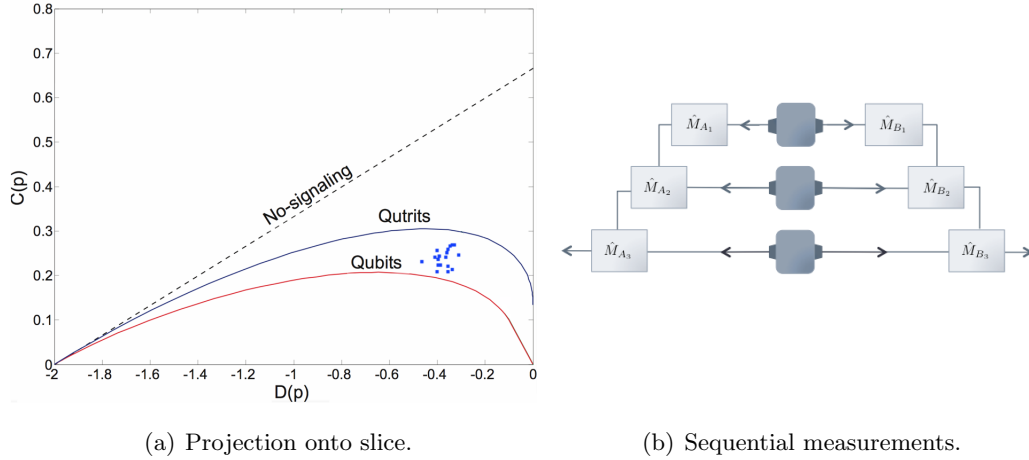 0.8
0.7
0.6
0.5
0.4
0.3
0.2
0.1
0
C(p)
No-signaling
Qutrits
Qubits
-2 -1.8 -1.6 -1.4 -1.2 -1 -0.8 -0.6 -0.4 -0.2 0
D(p)
(a) Projection onto slice.
M̂A₁ M̂B₁
M̂A₂ M̂B₂
M̂A₃ M̂B₃
(b) Sequential measurements.